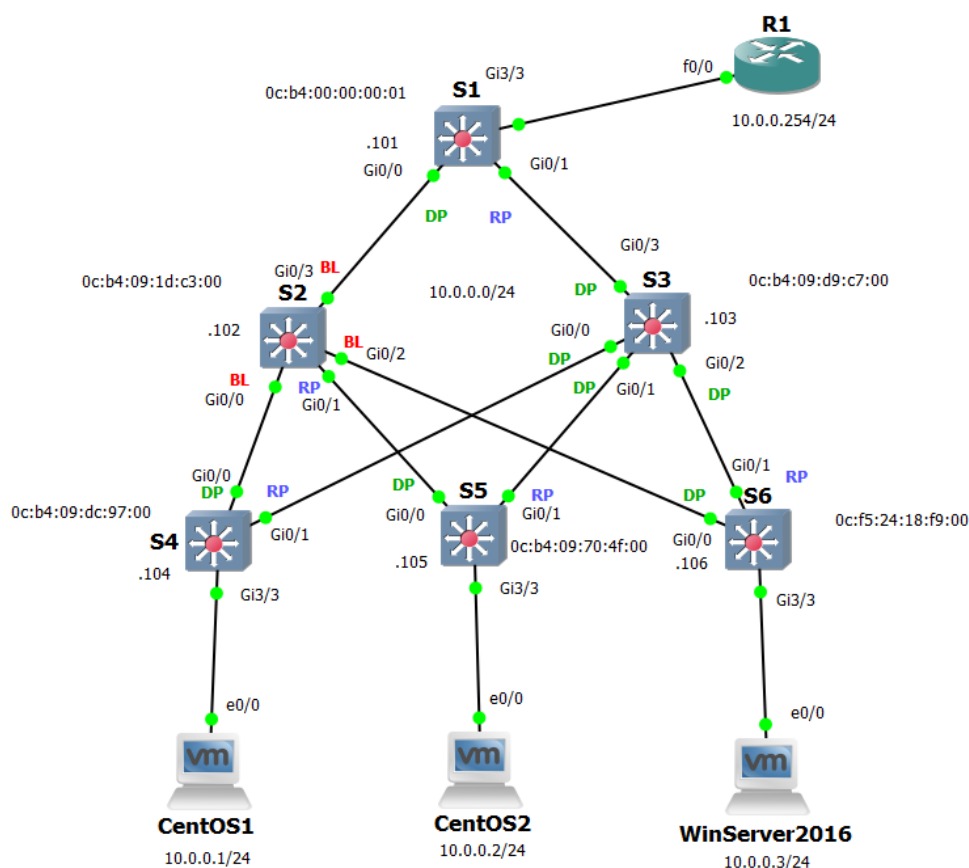 R1
f0/0
Gi3/3
S1
0c:b4:00:00:00:01
10.0.0.254/24
.101
Gi0/0
Gi0/1
DP
RP
Gi0/3
Gi0/3
BL
S2
0c:b4:09:1d:c3:00
10.0.0.0/24
DP
S3
0c:b4:09:d9:c7:00
.102
Gi0/0
.103
BL
Gi0/2
DP
Gi0/2
BL
RP
Gi0/0
Gi0/1
DP
Gi0/1
DP
Gi0/0
DP
RP
DP
S5
Gi0/1
RP
0c:b4:09:dc:97:00
Gi0/0
RP
Gi0/1
DP
S6
S4
Gi0/1
0c:b4:09:70:4f:00
Gi0/0
0c:f5:24:18:f9:00
.104
.105
.106
Gi3/3
Gi3/3
Gi3/3
e0/0
e0/0
e0/0
vm
vm
vm
CentOS1
CentOS2
WinServer2016
10.0.0.1/24
10.0.0.2/24
10.0.0.3/24